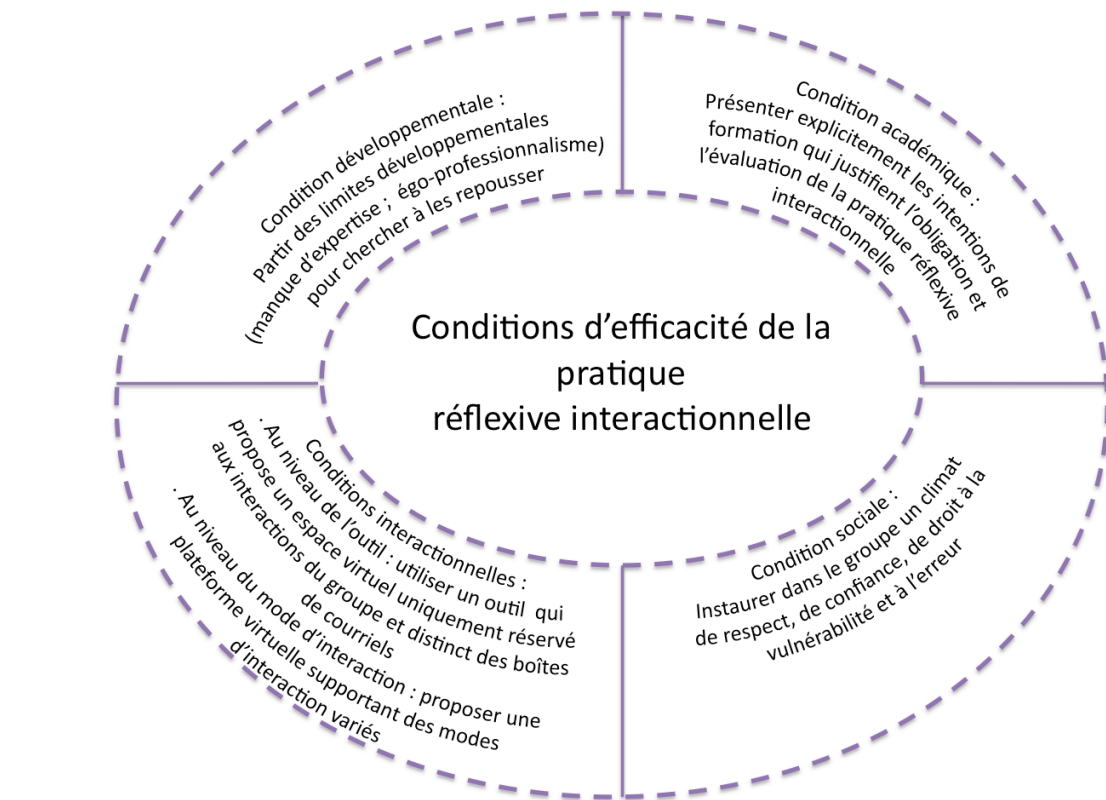 Condition développementale :
Partir des limites développementales
(manque d'expertise ; égo-professionnalisme)
pour chercher à les repousser
Condition académique :
Présenter explicitement les intentions de
formation qui justifient l'obligation et
l'évaluation de la pratique réflexive
interactionnelle
Conditions d'efficacité de la
pratique
réflexive interactionnelle
Conditions interactionnelles :
. Au niveau de l'outil : utiliser un outil qui
propose un espace virtuel uniquement réservé
aux interactions du groupe et distinct des boîtes
de courriels
. Au niveau du mode d'interaction : proposer une
plateforme virtuelle supportant des modes
d'interaction variés
Condition sociale :
Instaurer dans le groupe un climat
de respect, de confiance, de droit à la
vulnérabilité et à l'erreur